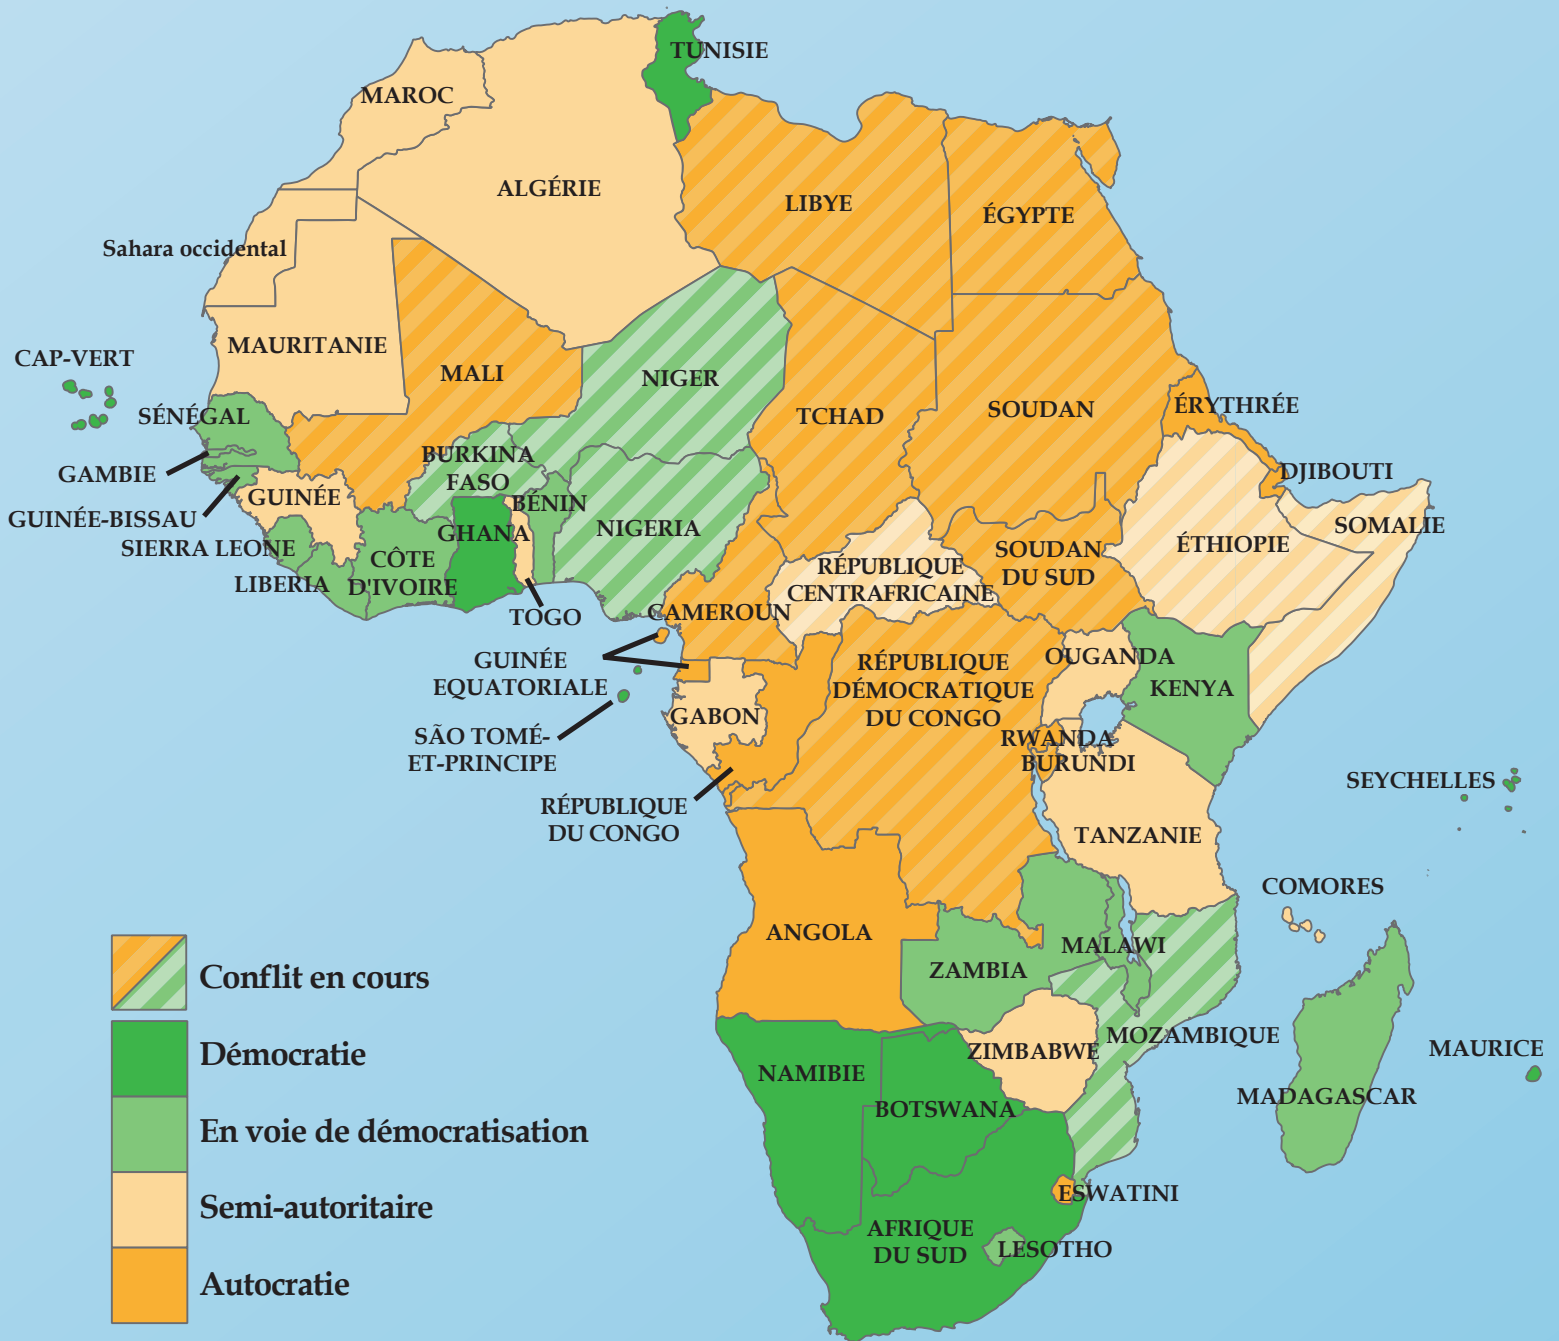 TUNISIE
MAROC
ALGÉRIE
LIBYE
ÉGYPTE
Sahara occidental
MAURITANIE
CAP-VERT
MALI
NIGER
TCHAD
SOUDAN
ÉRYTHRÉE
SÉNÉGAL
GAMBIE
BURKINA
FASO
DJIBOUTI
GUINÉE
BÉNIN
GUINÉE-BISSAU
NIGERIA
SOMALIE
GHANA
SIERRA LEONE
ÉTHIOPIE
SOUDAN
DU SUD
CÔTE
D'IVOIRE
RÉPUBLIQUE
CENTRAFRICAINE
LIBERIA
TOGO
CAMEROUN
GUINÉE
EQUATORIALE
RÉPUBLIQUE
DÉMOCRATIQUE
DU CONGO
OUGANDA
KENYA
GABON
SÃO TOMÉ-
ET-PRINCIPE
RWANDA
BURUNDI
SEYCHELLES
RÉPUBLIQUE
DU CONGO
TANZANIE
COMORES
ANGOLA
MALAWI
ZAMBIA
Conflit en cours
MOZAMBIQUE
MAURICE
ZIMBABWE
Démocratie
NAMIBIE
MADAGASCAR
BOTSWANA
En voie de démocratisation
ESWATINI
Semi-autoritaire
AFRIQUE
DU SUD
LESOTHO
Autocratie